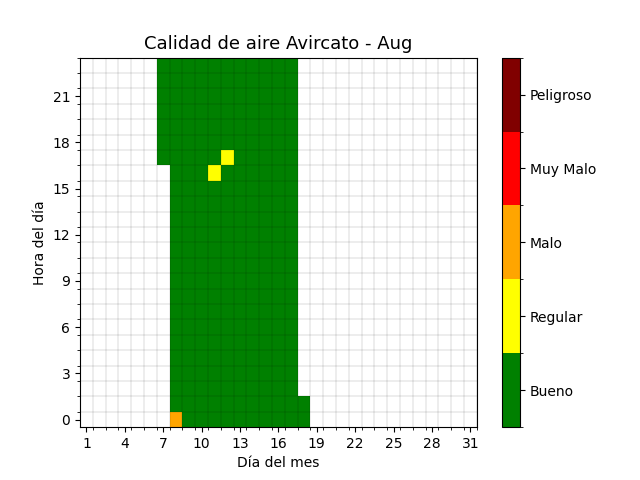 Calidad de aire Avircato - Aug
Hora del día
21
18
15
12
9
6
3
0
1 4 7 10 13 16 19 22 25 28 31
Día del mes
Peligroso
Muy Malo
Malo
Regular
Bueno